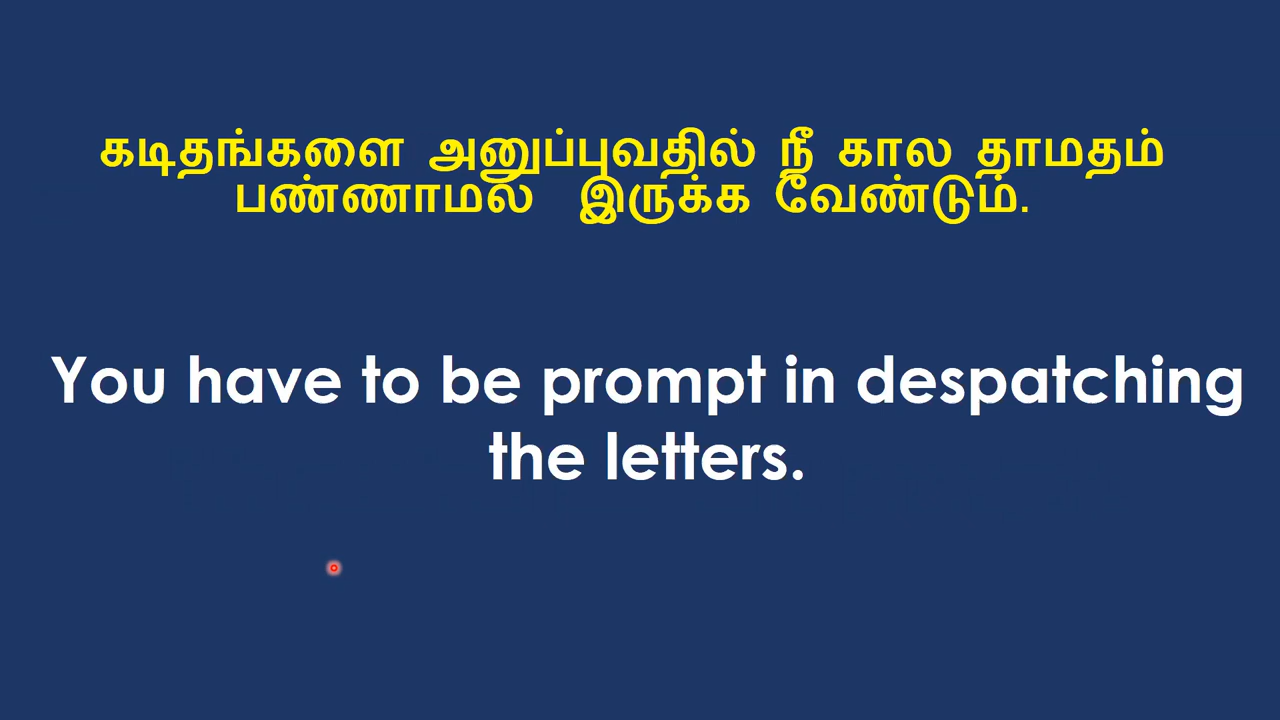 கடிதங்களை அனுப்புவதில் நீ கால தாமதம்
பண்ணாமல் இருக்க வேண்டும்.
You have to be prompt in despatching
the letters.